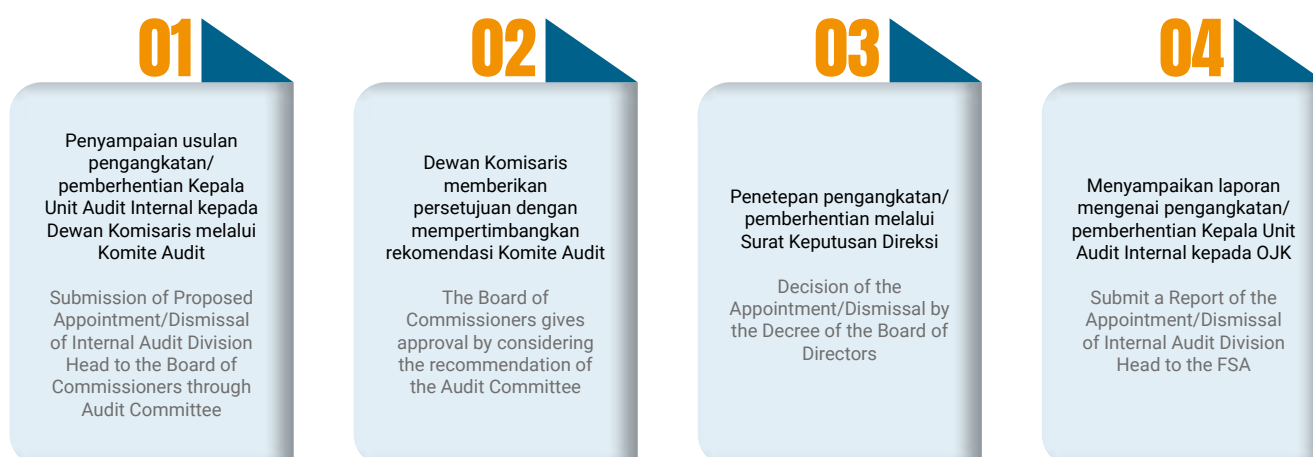 01
Penyampaian usulan
pengangkatan/
pemberhentian Kepala
Unit Audit Internal kepada
Dewan Komisaris melalui
Komite Audit
Submission of Proposed
Appointment/Dismissal
of Internal Audit Division
Head to the Board of
Commissioners through
Audit Committee
02
Dewan Komisaris
memberikan
persetujuan dengan
mempertimbangkan
rekomendasi Komite Audit
The Board of
Commissioners gives
approval by considering
the recommendation of
the Audit Committee
03
Penetepan pengangkatan/
pemberhentian melalui
Surat Keputusan Direksi
Decision of the
Appointment/Dismissal by
the Decree of the Board of
Directors
04
Menyampaikan laporan
mengenai pengangkatan/
pemberhentian Kepala Unit
Audit Internal kepada OJK
Submit a Report of the
Appointment/Dismissal
of Internal Audit Division
Head to the FSA